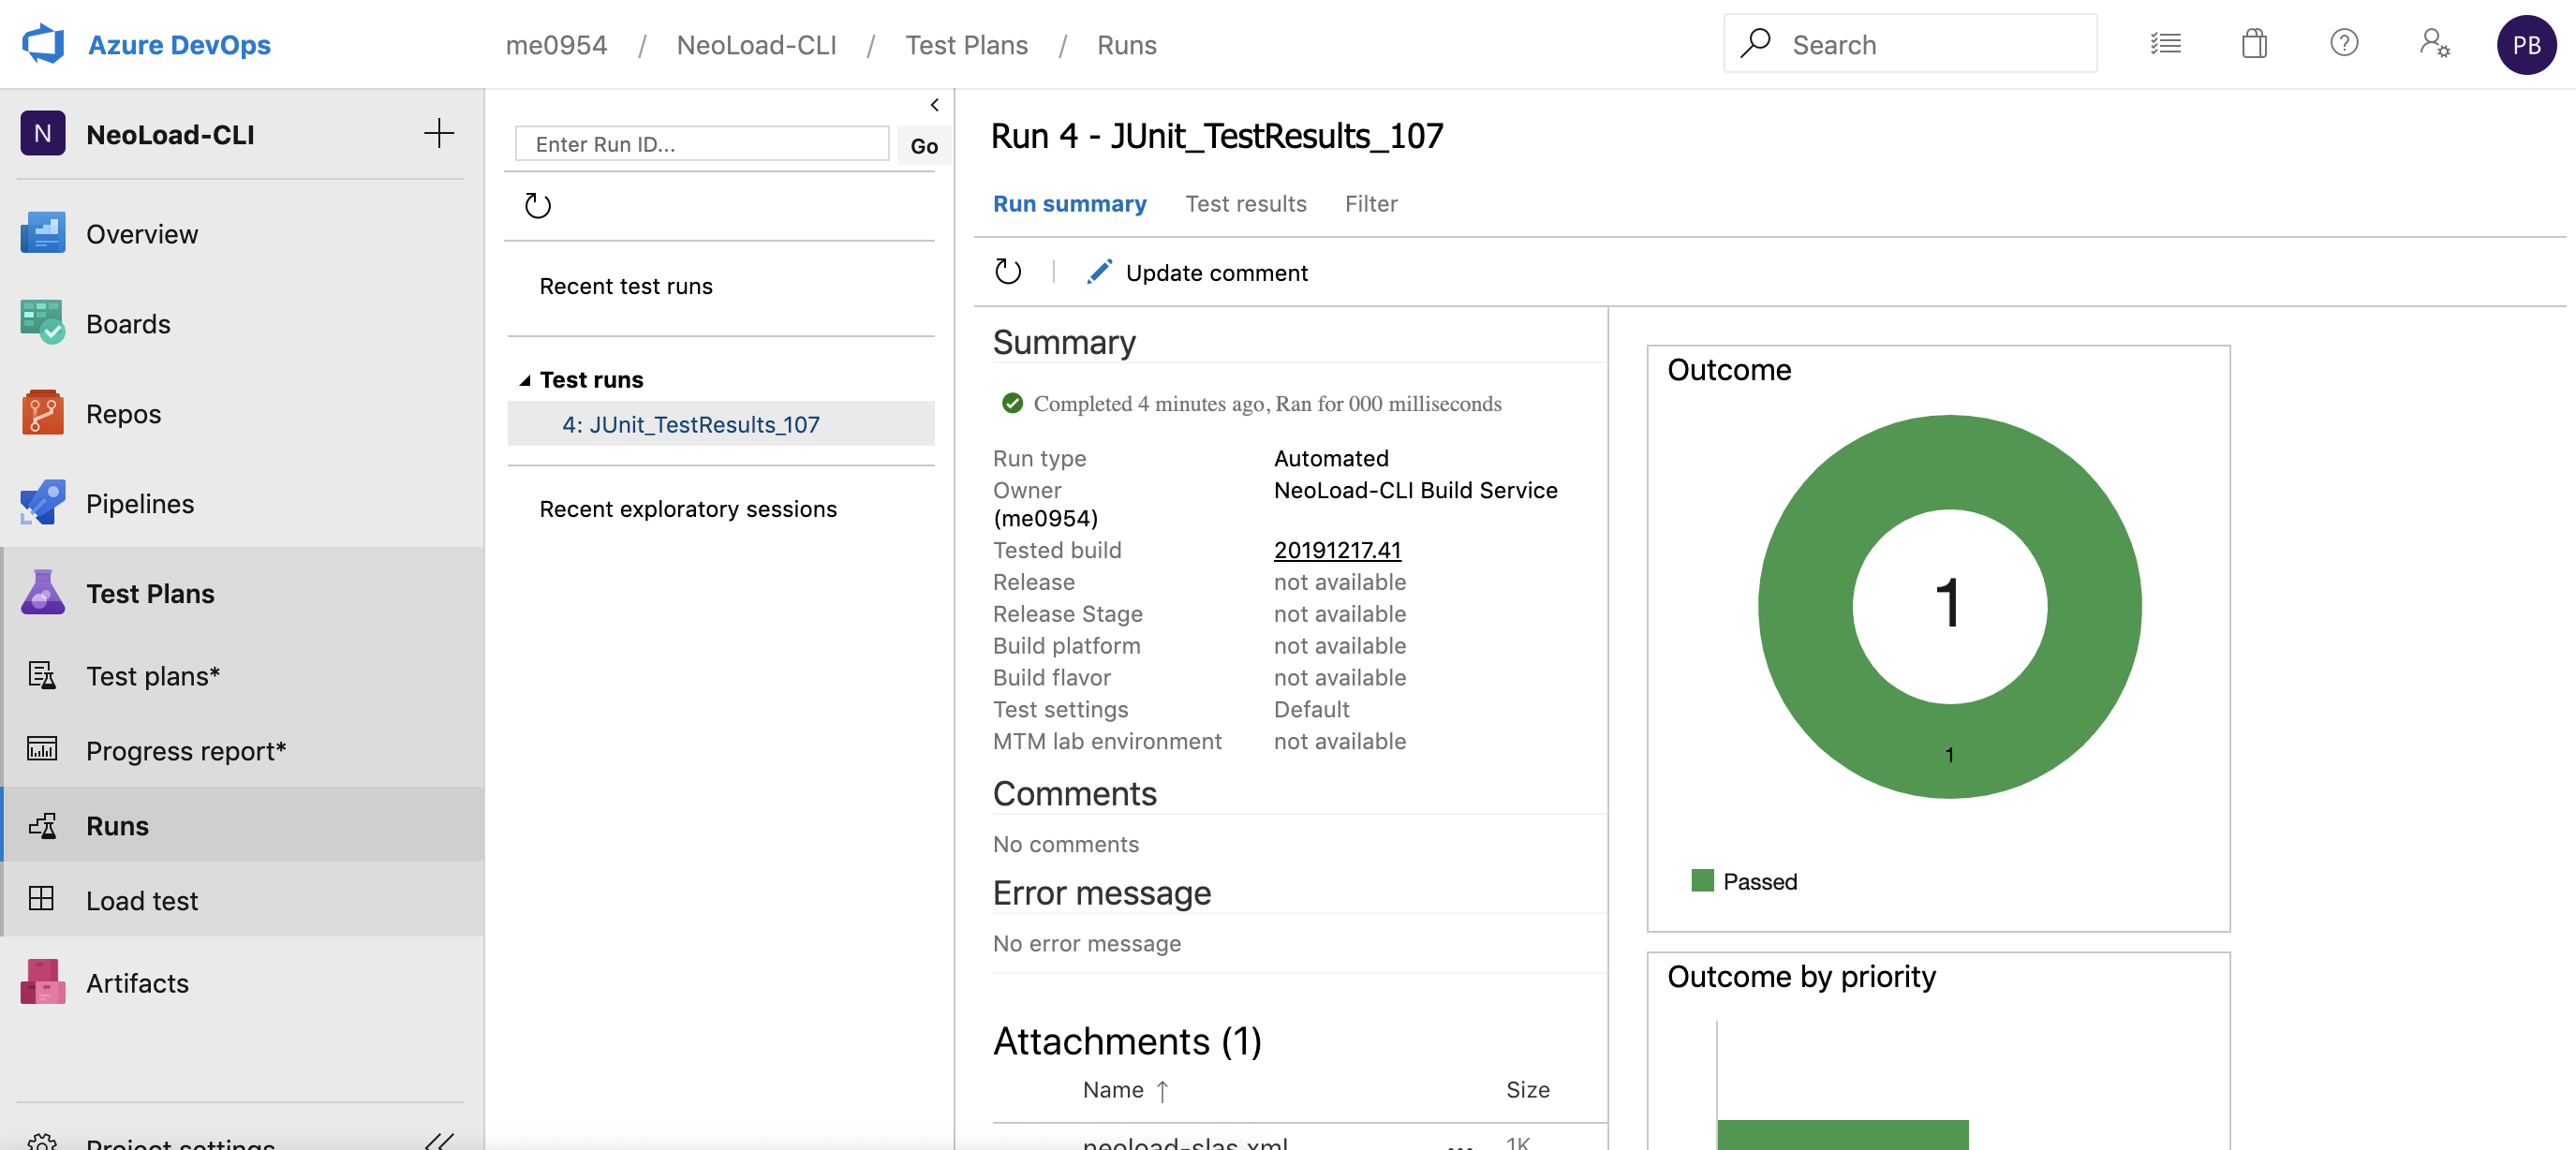 Azure DevOps
me0954 / NeoLoad-CLI / Test Plans / Runs
Search
PB
N NeoLoad-CLI
Overview
Boards
Repos
Pipelines
Test Plans
Test plans*
Progress report*
Runs
Load test
Artifacts
Project settings
Enter Run ID...
Go
Recent test runs
Test runs
4: JUnit_TestResults_107
Recent exploratory sessions
Run 4 - JUnit_TestResults_107
Run summary Test results Filter
Update comment
Summary
Completed 4 minutes ago, Ran for 000 milliseconds
Run type Automated
Owner NeoLoad-CLI Build Service
(me0954)
Tested build 20191217.41
Release not available
Release Stage not available
Build platform not available
Build flavor not available
Test settings Default
MTM lab environment not available
Comments
No comments
Error message
No error message
Attachments (1)
Name ↑ Size
neoload-slas.xml ... 1K
Outcome
1
1
Passed
Outcome by priority